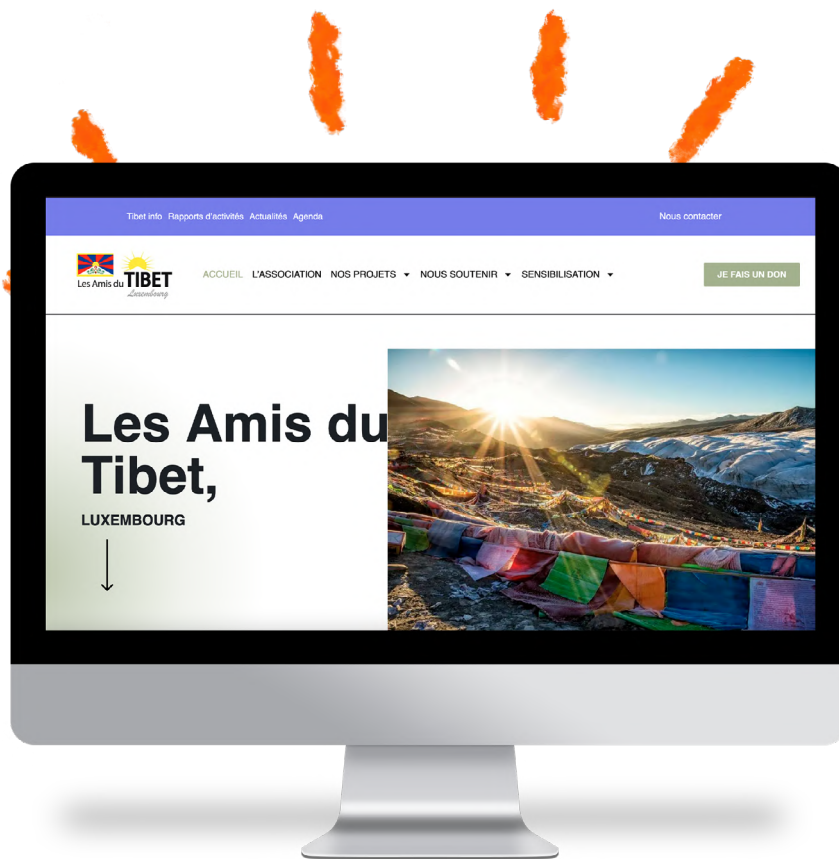 Tibet info Rapports d'activités Actualités Agenda Nous contacter
Les Amis du TIBET
Luxembourg
ACCUEIL L'ASSOCIATION NOS PROJETS NOUS SOUTENIR SENSIBILISATION JE FAIS UN DON
Les Amis du
Tibet,
LUXEMBOURG